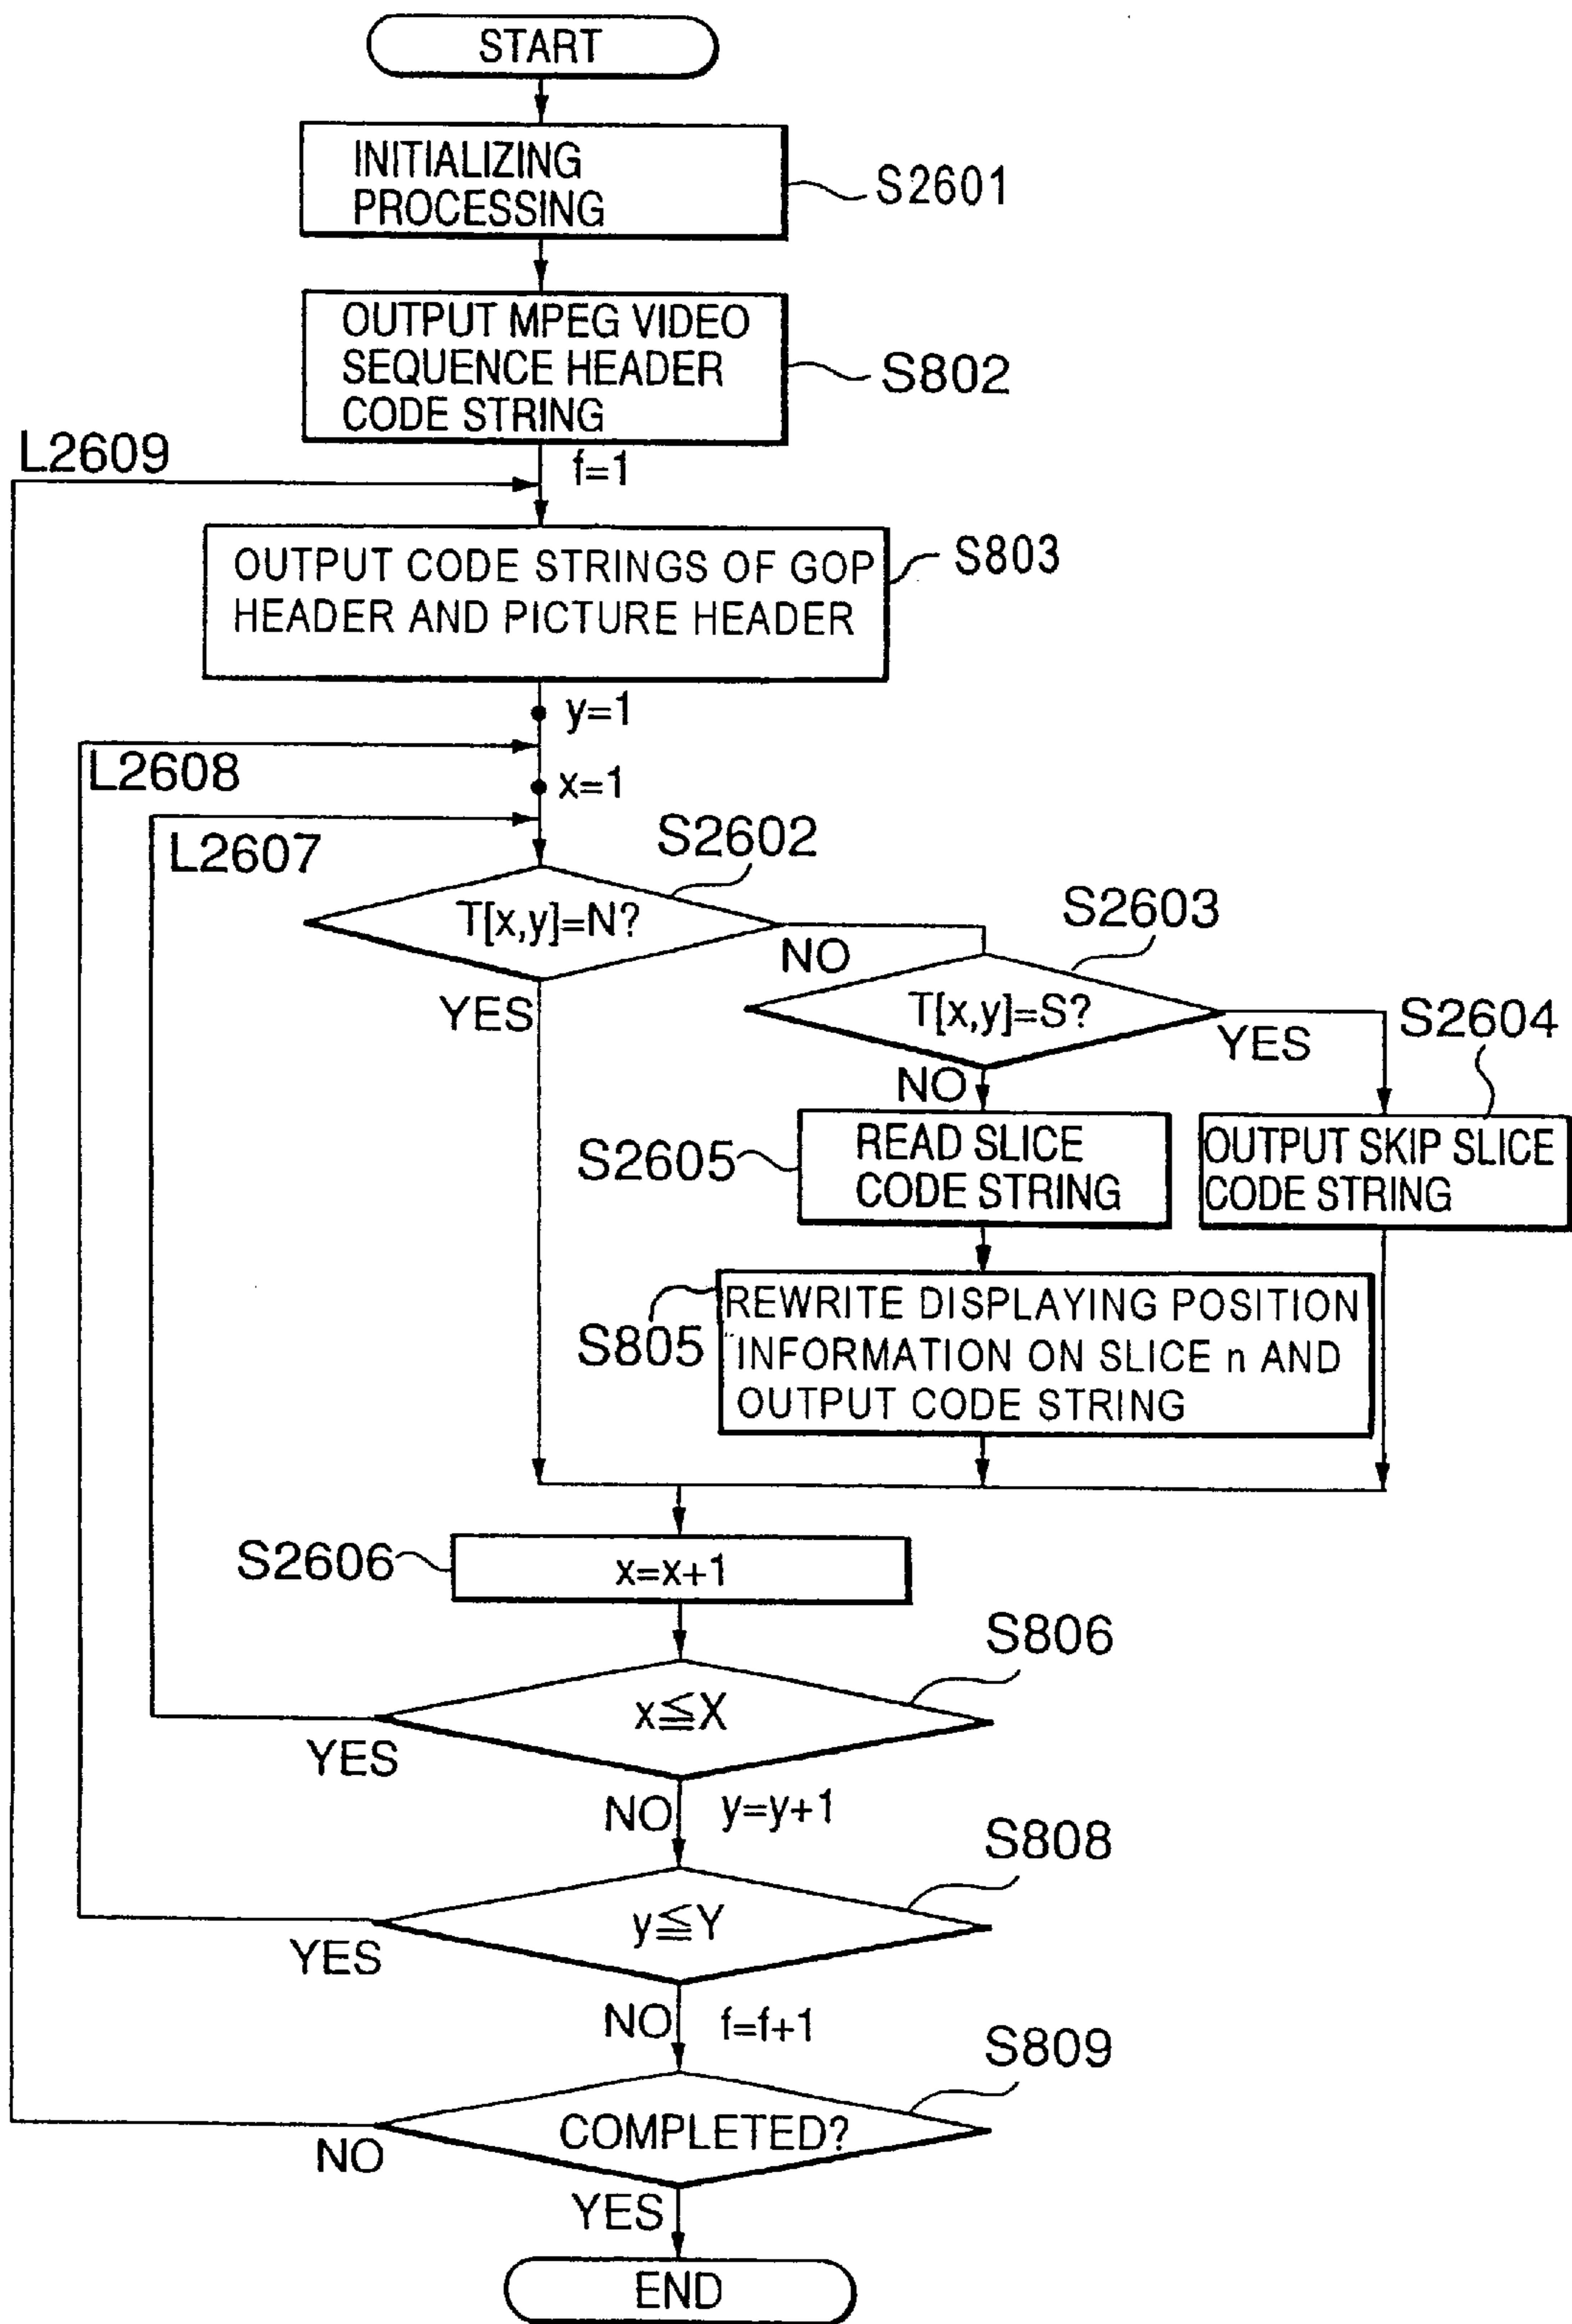 START
INITIALIZING
PROCESSING
S2601
OUTPUT MPEG VIDEO
SEQUENCE HEADER
CODE STRING
S802
L2609
f=1
OUTPUT CODE STRINGS OF GOP
HEADER AND PICTURE HEADER
S803
y=1
L2608
x=1
L2607
S2602
T[x,y]=N?
NO
YES
S2603
T[x,y]=S?
YES
NO
S2604
S2605
READ SLICE
CODE STRING
OUTPUT SKIP SLICE
CODE STRING
S805
REWRITE DISPLAYING POSITION
INFORMATION ON SLICE n AND
OUTPUT CODE STRING
S2606
x=x+1
S806
x≦X
YES
NO
y=y+1
S808
y≦Y
YES
NO
f=f+1
S809
COMPLETED?
NO
YES
END